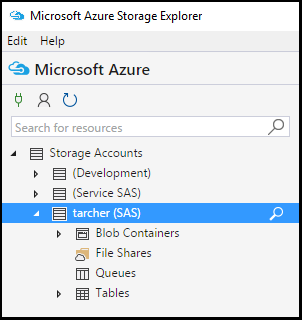 Microsoft Azure Storage Explorer
Edit Help
Microsoft Azure
Search for resources
Storage Accounts
(Development)
(Service SAS)
tarcher (SAS)
Blob Containers
File Shares
Queues
Tables